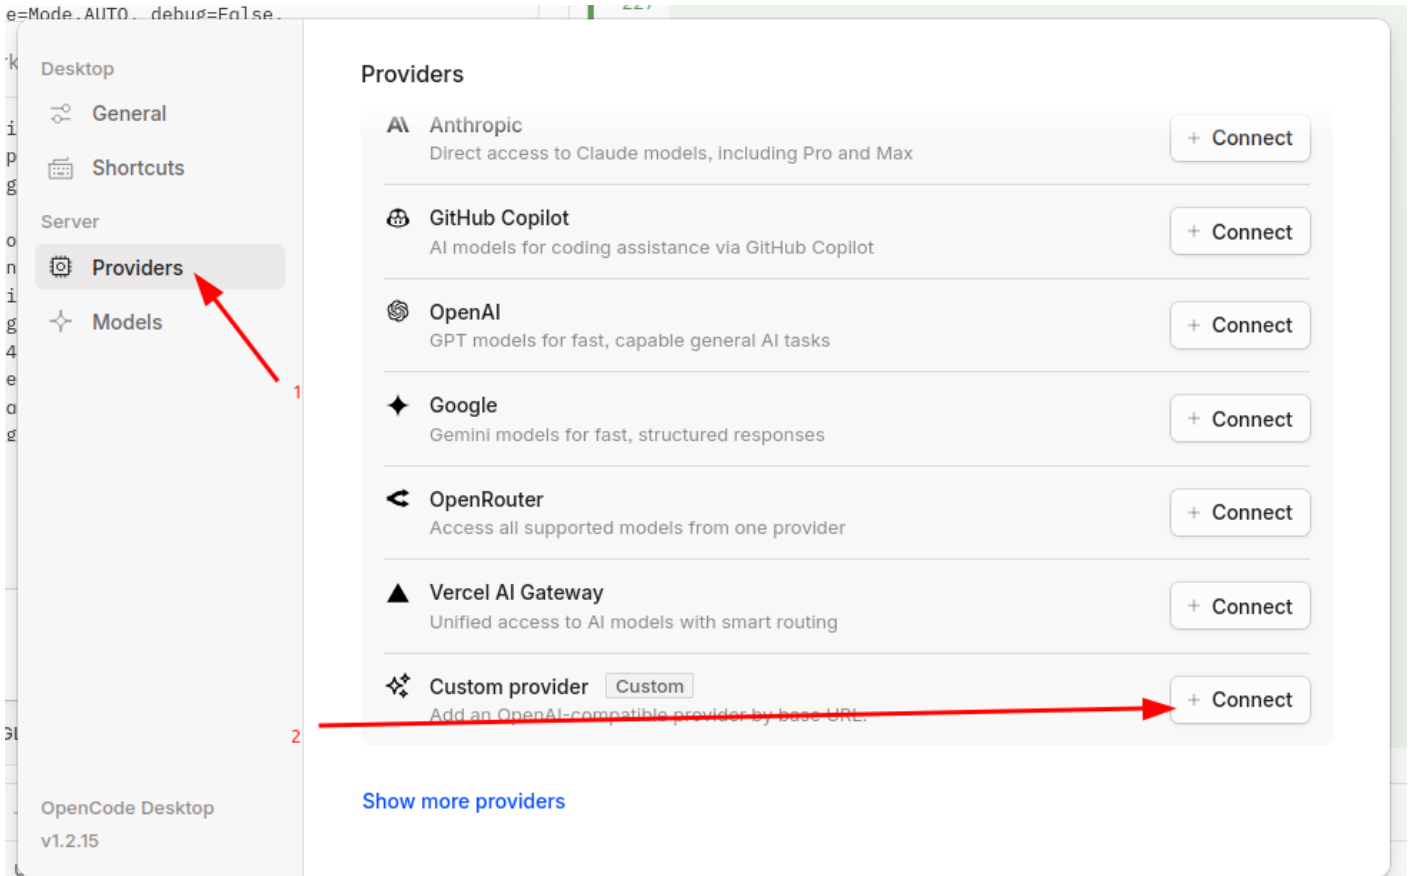 e=Mode.AUTO, debug=False,
227
Desktop
General
Shortcuts
Server
Providers
Models
1
2
OpenCode Desktop
v1.2.15
Providers
Anthropic
Direct access to Claude models, including Pro and Max
+ Connect
GitHub Copilot
AI models for coding assistance via GitHub Copilot
+ Connect
OpenAI
GPT models for fast, capable general AI tasks
+ Connect
Google
Gemini models for fast, structured responses
+ Connect
OpenRouter
Access all supported models from one provider
+ Connect
Vercel AI Gateway
Unified access to AI models with smart routing
+ Connect
Custom provider Custom
Add an OpenAI-compatible provider by base URL.
+ Connect
Show more providers